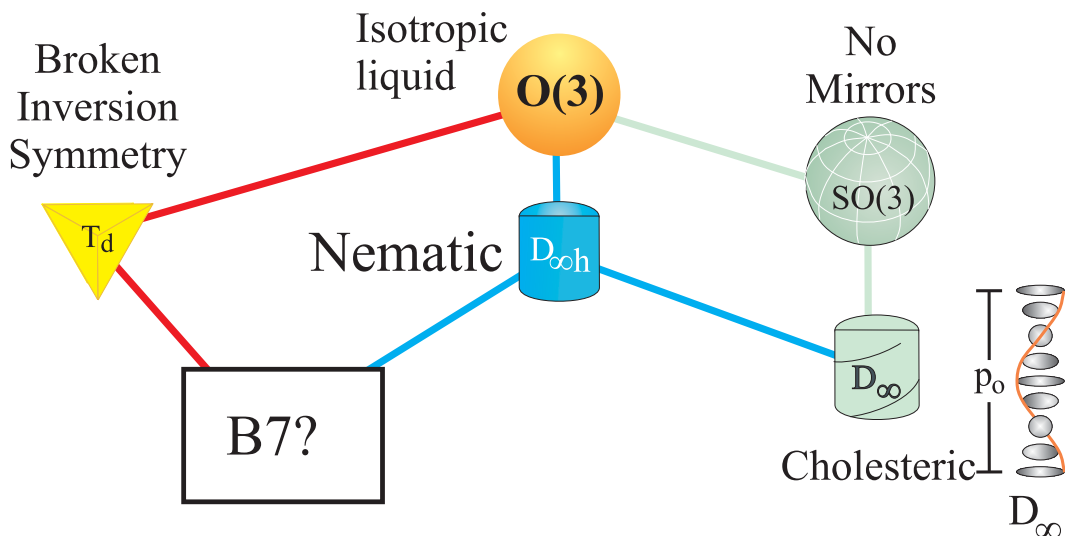 Broken
Inversion
Symmetry
Isotropic
liquid
O(3)
No
Mirrors
SO(3)
Td
Nematic
D∞h
D∞
po
B7?
Cholesteric
D∞